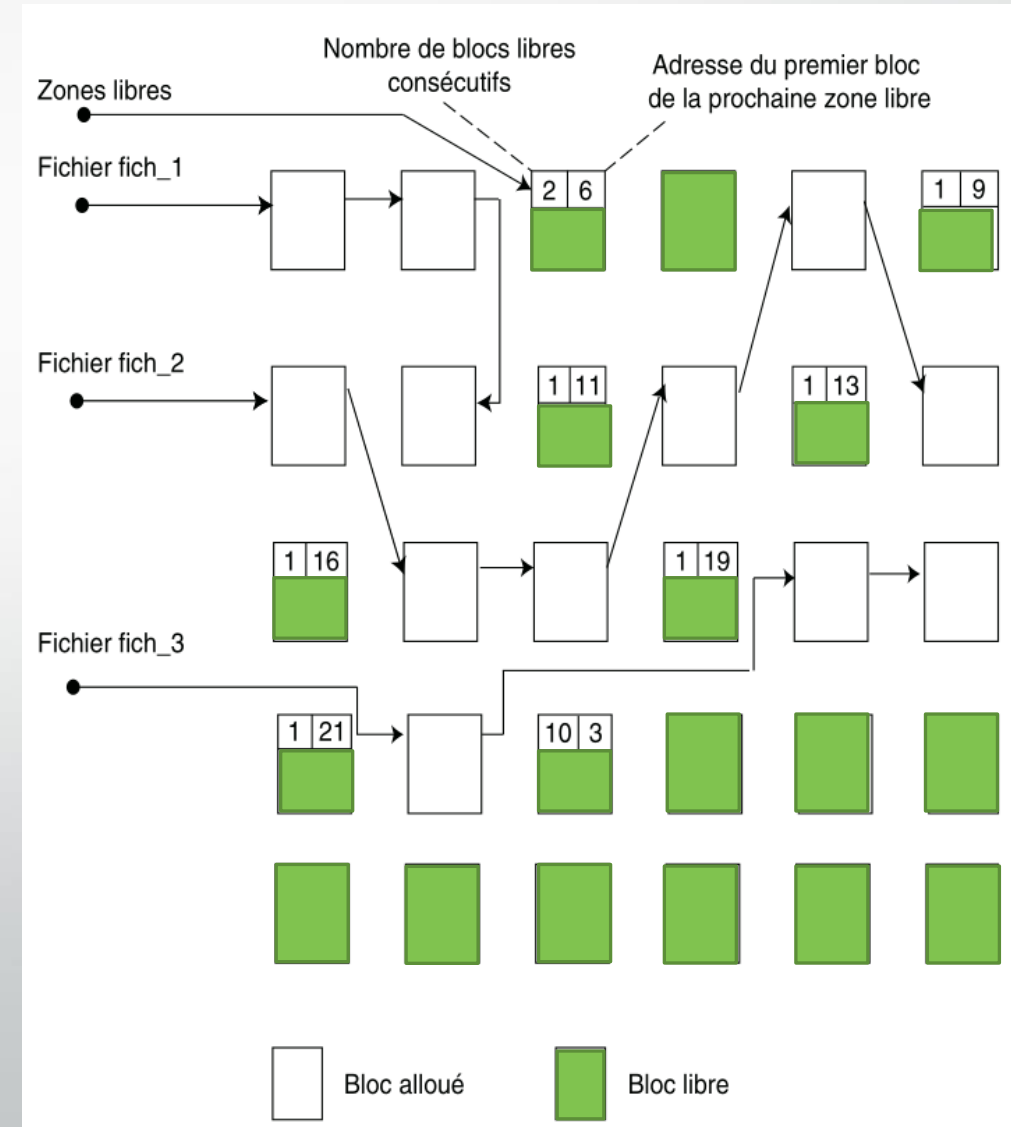 Nombre de blocs libres
consécutifs
Adresse du premier bloc
de la prochaine zone libre
Zones libres
Fichier fich_1
2 6
1 9
Fichier fich_2
1 11
1 13
1 16
1 19
Fichier fich_3
1 21
10 3
Bloc alloué
Bloc libre